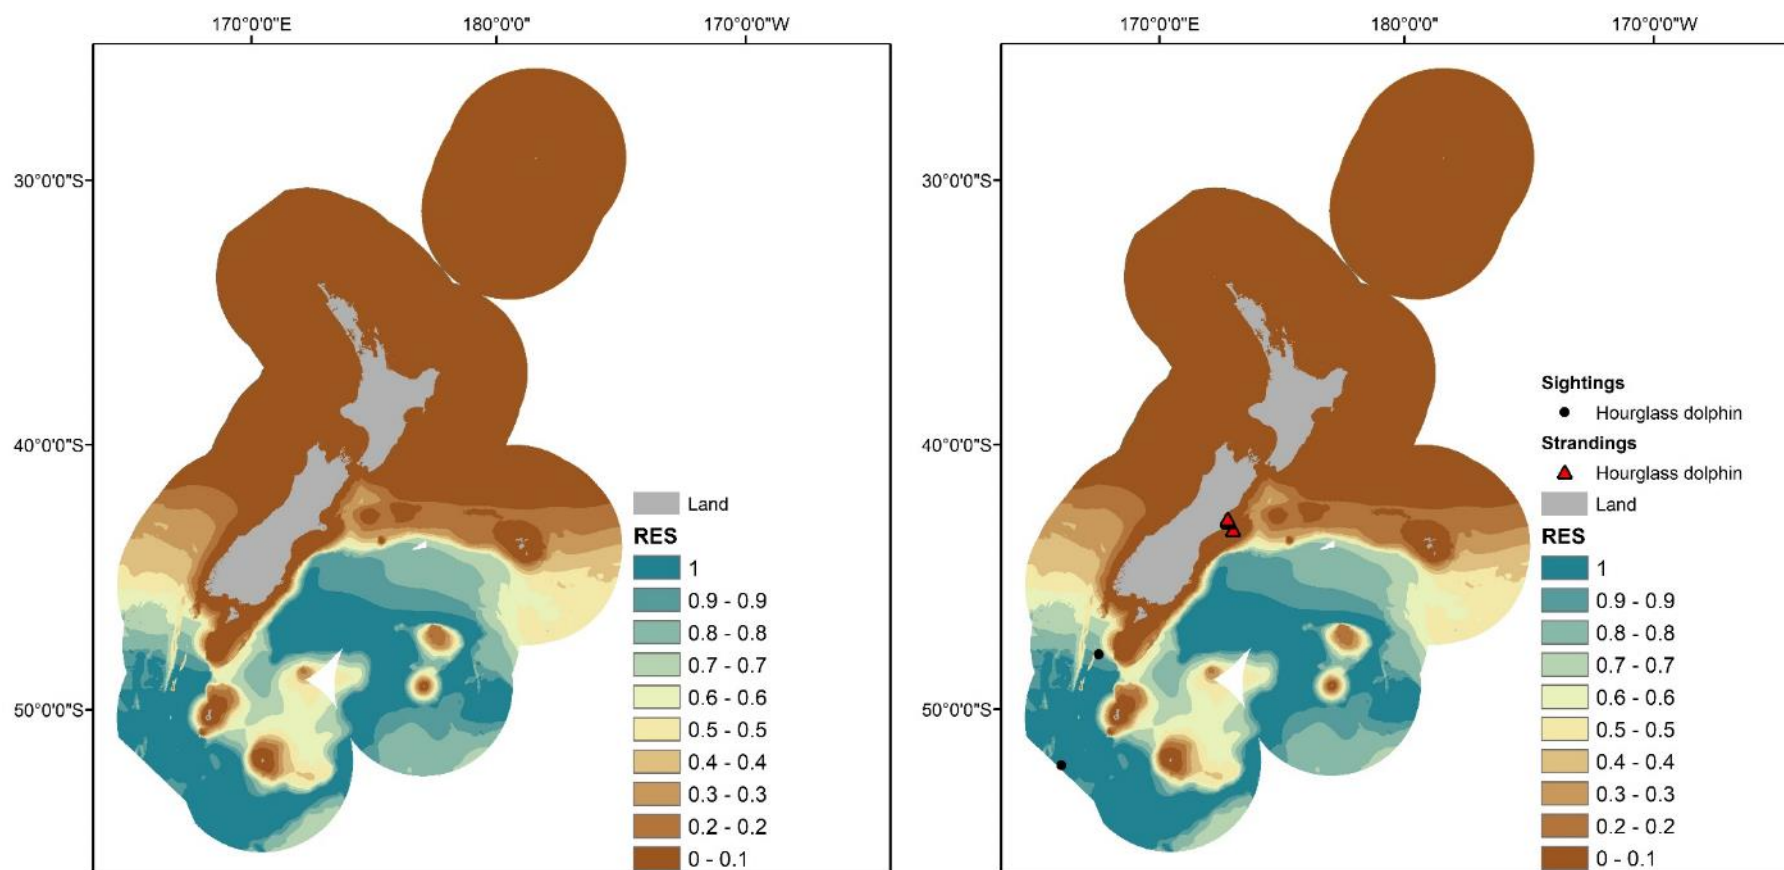 170°0'0"E 180°0'0" 170°0'0"W 170°0'0"E 180°0'0" 170°0'0"W
30°0'0"S
40°0'0"S
50°0'0"S
Land
RES
1
0.9 - 0.9
0.8 - 0.8
0.7 - 0.7
0.6 - 0.6
0.5 - 0.5
0.4 - 0.4
0.3 - 0.3
0.2 - 0.2
0 - 0.1
30°0'0"S
40°0'0"S
50°0'0"S
Sightings
Hourglass dolphin
Strandings
Hourglass dolphin
Land
RES
1
0.9 - 0.9
0.8 - 0.8
0.7 - 0.7
0.6 - 0.6
0.5 - 0.5
0.4 - 0.4
0.3 - 0.3
0.2 - 0.2
0 - 0.1